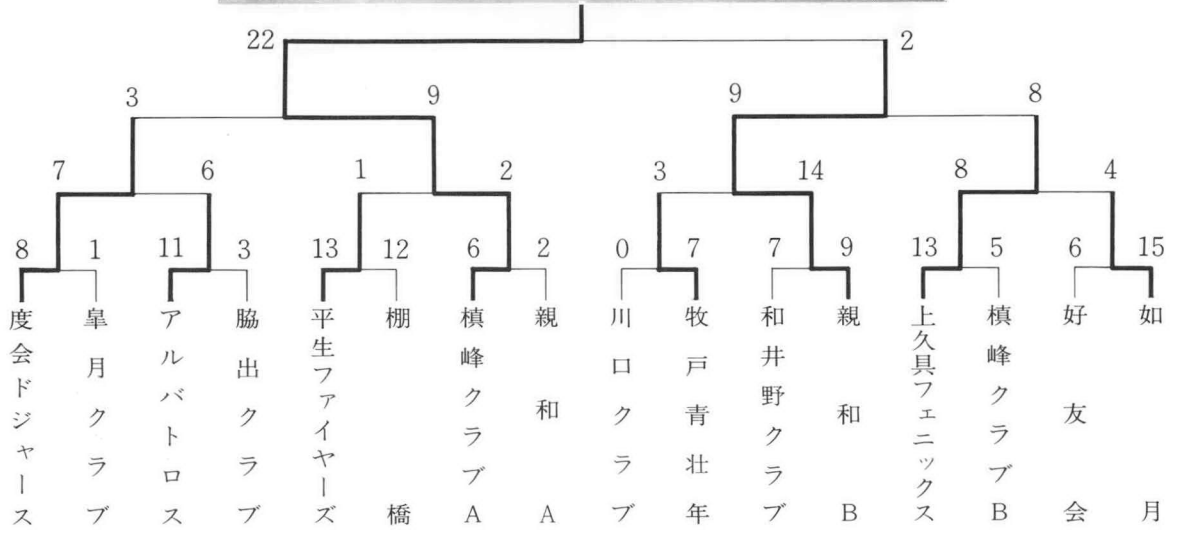 22 2
3 9 9 8
7 6 1 2 3 14 8 4
8 1 11 3 13 12 6 2 0 7 7 9 13 5 6 15
度会ドジャース
皐月クラブ
アルバトロス
脇出クラブ
平生ファイヤーズ
棚橋
槙峰クラブA
親和A
川口クラブ
牧戸青壮年
和井野クラブ
親和B
上久具フェニックス
槙峰クラブB
好友会
如月